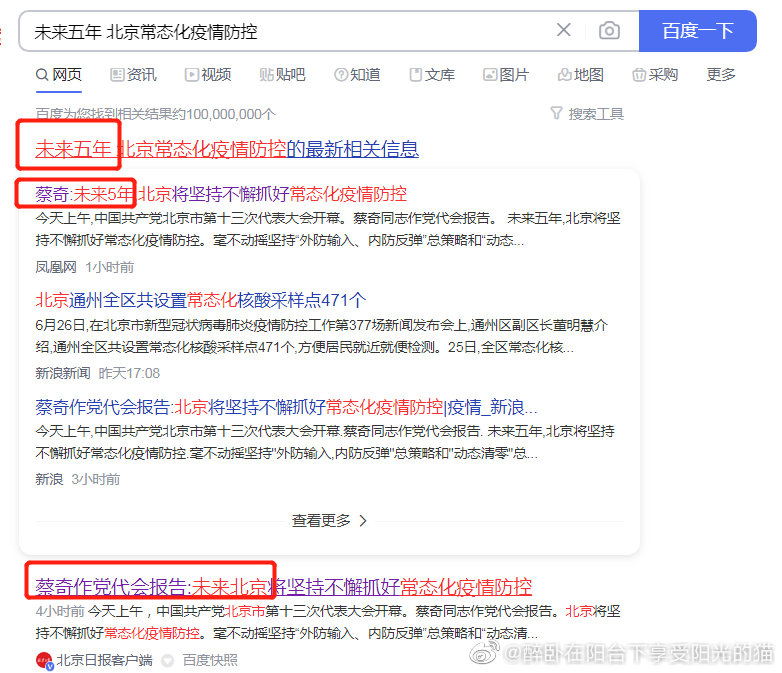 未来五年 北京常态化疫情防控
百度一下
网页 资讯 视频 贴吧 知道 文库 图片 地图 采购 更多
百度为您找到相关结果约100,000,000个
搜索工具
未来五年 北京常态化疫情防控的最新相关信息
蔡奇:未来5年 北京将坚持不懈抓好常态化疫情防控
今天上午,中国共产党北京市第十三次代表大会开幕。蔡奇同志作党代会报告。 未来五年,北京将坚
持不懈抓好常态化疫情防控。毫不动摇坚持“外防输入、内防反弹”总策略和“动态...
凤凰网 1小时前
北京通州全区共设置常态化核酸采样点471个
6月26日,在北京市新型冠状病毒肺炎疫情防控工作第377场新闻发布会上,通州区副区长董明慧介
绍,通州全区共设置常态化核酸采样点471个,方便居民就近就便检测。25日,全区常态化核...
新浪新闻 昨天17:08
蔡奇作党代会报告:北京将坚持不懈抓好常态化疫情防控|疫情_新浪...
今天上午,中国共产党北京市第十三次代表大会开幕.蔡奇同志作党代会报告. 未来五年,北京将坚持
不懈抓好常态化疫情防控.毫不动摇坚持"外防输入,内防反弹"总策略和"动态清零"总...
新浪 3小时前
查看更多
蔡奇作党代会报告:未来北京将坚持不懈抓好常态化疫情防控
4小时前 今天上午，中国共产党北京市第十三次代表大会开幕。蔡奇同志作党代会报告。北京将坚
持不懈抓好常态化疫情防控。毫不动摇坚持“外防输入、内防反弹”总策略和“动态清...
北京日报客户端 百度快照
@醉卧在阳台下享受阳光的猫